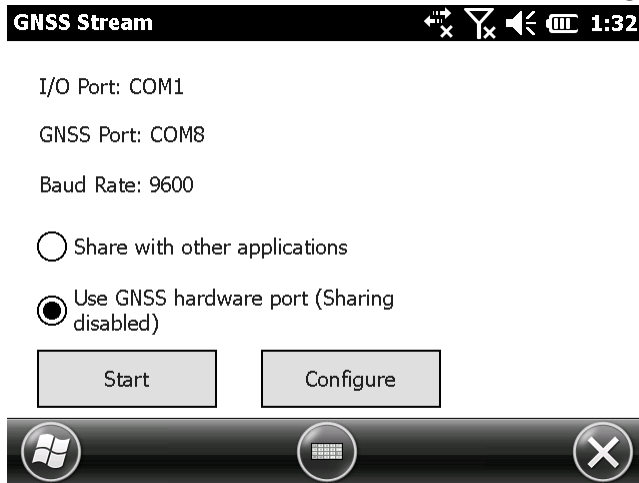 GNSS Stream 1:32
I/O Port: COM1
GNSS Port: COM8
Baud Rate: 9600
Share with other applications
Use GNSS hardware port (Sharing
disabled)
Start Configure